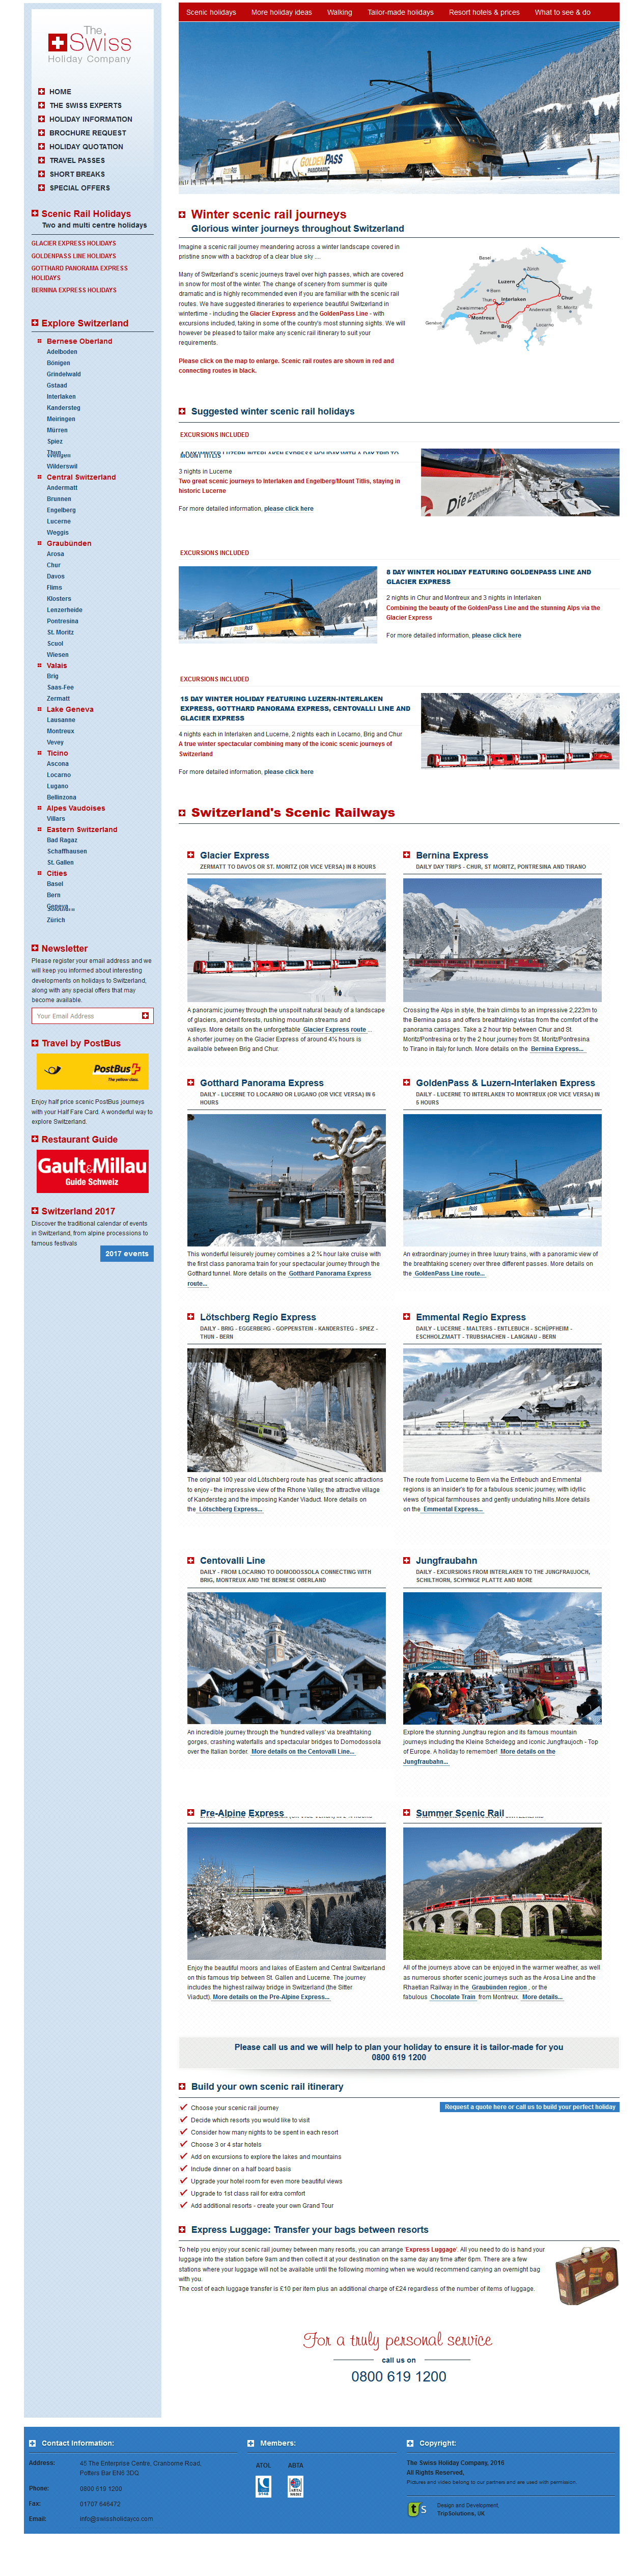 The
Swiss
Holiday Company
HOME
THE SWISS EXPERTS
HOLIDAY INFORMATION
BROCHURE REQUEST
HOLIDAY QUOTATION
TRAVEL PASSES
SHORT BREAKS
SPECIAL OFFERS
Scenic Rail Holidays
Two and multi centre holidays
GLACIER EXPRESS HOLIDAYS
GOLDENPASS LINE HOLIDAYS
GOTTHARD PANORAMA EXPRESS
HOLIDAYS
BERNINA EXPRESS HOLIDAYS
Explore Switzerland
Bernese Oberland
Adelboden
Bönigen
Grindelwald
Gstaad
Interlaken
Kandersteg
Meiringen
Mürren
Spiez
Thun
Wengen
Wilderswil
Central Switzerland
Andermatt
Brunnen
Engelberg
Lucerne
Weggis
Graubünden
Arosa
Chur
Davos
Flims
Klosters
Lenzerheide
Pontresina
St. Moritz
Scuol
Wiesen
Valais
Brig
Saas-Fee
Zermatt
Lake Geneva
Lausanne
Montreux
Vevey
Ticino
Ascona
Locarno
Lugano
Bellinzona
Alpes Vaudoises
Villars
Eastern Switzerland
Bad Ragaz
Schaffhausen
St. Gallen
Cities
Basel
Bern
Geneva
Zürich
Newsletter
Please register your email address and we
will keep you informed about interesting
developments on holidays to Switzerland,
along with any special offers that may
become available.
Your Email Address
Travel by PostBus
PostBus
The yellow class.
Enjoy half price scenic PostBus journeys
with your Half Fare Card. A wonderful way to
explore Switzerland.
Restaurant Guide
Gault&Millau
Guide Schweiz
Switzerland 2017
Discover the traditional calendar of events
in Switzerland, from alpine processions to
famous festivals
2017 events
Scenic holidays More holiday ideas Walking Tailor-made holidays Resort hotels & prices What to see & do
GOLDENPASS
PANORAMIC
Winter scenic rail journeys
Glorious winter journeys throughout Switzerland
Imagine a scenic rail journey meandering across a winter landscape covered in
pristine snow with a backdrop of a clear blue sky ....
Many of Switzerland's scenic journeys travel over high passes, which are covered
in snow for most of the winter. The change of scenery from summer is quite
dramatic and is highly recommended even if you are familiar with the scenic rail
routes. We have suggested itineraries to experience beautiful Switzerland in
wintertime - including the Glacier Express and the GoldenPass Line - with
excursions included, taking in some of the country's most stunning sights. We will
however be pleased to tailor make any scenic rail itinerary to suit your
requirements.
Please click on the map to enlarge. Scenic rail routes are shown in red and
connecting routes in black.
Basel
Zürich
Luzern
Bern
Chur
Thun
Interlaken
St. Moritz
Zweisimmen
Andermatt
Montreux
Brig
Geneva
Locarno
Zermatt
Suggested winter scenic rail holidays
EXCURSIONS INCLUDED
MOUNT TITLIS
3 nights in Lucerne
Two great scenic journeys to Interlaken and Engelberg/Mount Titlis, staying in
historic Lucerne
For more detailed information, please click here
EXCURSIONS INCLUDED
8 DAY WINTER HOLIDAY FEATURING GOLDENPASS LINE AND
GLACIER EXPRESS
2 nights in Chur and Montreux and 3 nights in Interlaken
Combining the beauty of the GoldenPass Line and the stunning Alps via the
Glacier Express
For more detailed information, please click here
EXCURSIONS INCLUDED
15 DAY WINTER HOLIDAY FEATURING LUZERN-INTERLAKEN
EXPRESS, GOTTHARD PANORAMA EXPRESS, CENTOVALLI LINE AND
GLACIER EXPRESS
4 nights each in Interlaken and Lucerne, 2 nights each in Locarno, Brig and Chur
A true winter spectacular combining many of the iconic scenic journeys of
Switzerland
For more detailed information, please click here
Switzerland's Scenic Railways
Glacier Express
ZERMATT TO DAVOS OR ST. MORITZ (OR VICE VERSA) IN 8 HOURS
A panoramic journey through the unspoilt natural beauty of a landscape
of glaciers, ancient forests, rushing mountain streams and
valleys. More details on the unforgettable Glacier Express route ...
A shorter journey on the Glacier Express of around 4½ hours is
available between Brig and Chur.
Bernina Express
DAILY DAY TRIPS - CHUR, ST MORITZ, PONTRESINA AND TIRANO
Crossing the Alps in style, the train climbs to an impressive 2,223m to
the Bernina pass and offers breathtaking vistas from the comfort of the
panorama carriages. Take a 2 hour trip between Chur and St.
Moritz/Pontresina or try the 2 hour journey from St. Moritz/Pontresina
to Tirano in Italy for lunch. More details on the Bernina Express...
Gotthard Panorama Express
DAILY - LUCERNE TO LOCARNO OR LUGANO (OR VICE VERSA) IN 6
HOURS
This wonderful leisurely journey combines a 2 ¾ hour lake cruise with
the first class panorama train for your spectacular journey through the
Gotthard tunnel. More details on the Gotthard Panorama Express
route...
GoldenPass & Luzern-Interlaken Express
DAILY - LUCERNE TO INTERLAKEN TO MONTREUX (OR VICE VERSA) IN
5 HOURS
An extraordinary journey in three luxury trains, with a panoramic view of
the breathtaking scenery over three different passes. More details on
the GoldenPass Line route...
Lötschberg Regio Express
DAILY - BRIG - EGGERBERG - GOPPENSTEIN - KANDERSTEG - SPIEZ -
THUN - BERN
The original 100 year old Lötschberg route has great scenic attractions
to enjoy - the impressive view of the Rhone Valley, the attractive village
of Kandersteg and the imposing Kander Viaduct. More details on
the Lötschberg Express...
Emmental Regio Express
DAILY - LUCERNE - MALTERS - ENTLEBUCH - SCHÜPFHEIM -
ESCHHOLZMATT - TRUBSHACHEN - LANGNAU - BERN
The route from Lucerne to Bern via the Entlebuch and Emmental
regions is an insider's tip for a fabulous scenic journey, with idyllic
views of typical farmhouses and gently undulating hills.More details
on the Emmental Express...
Centovalli Line
DAILY - FROM LOCARNO TO DOMODOSSOLA CONNECTING WITH
BRIG, MONTREUX AND THE BERNESE OBERLAND
An incredible journey through the 'hundred valleys' via breathtaking
gorges, crashing waterfalls and spectacular bridges to Domodossola
over the Italian border. More details on the Centovalli Line...
Jungfraubahn
DAILY - EXCURSIONS FROM INTERLAKEN TO THE JUNGFRAUJOCH,
SCHILTHORN, SCHYNIGE PLATTE AND MORE
Explore the stunning Jungfrau region and its famous mountain
journeys including the Kleine Scheidegg and iconic Jungfraujoch - Top
of Europe. A holiday to remember! More details on the
Jungfraubahn...
Pre-Alpine Express
Enjoy the beautiful moors and lakes of Eastern and Central Switzerland
on this famous trip between St. Gallen and Lucerne. The journey
includes the highest railway bridge in Switzerland (the Sitter
Viaduct).More details on the Pre-Alpine Express...
Summer Scenic Rail
All of the journeys above can be enjoyed in the warmer weather, as well
as numerous shorter scenic journeys such as the Arosa Line and the
Rhaetian Railway in the Graubünden region , or the
fabulous Chocolate Train from Montreux. More details...
Please call us and we will help to plan your holiday to ensure it is tailor-made for you
0800 619 1200
Build your own scenic rail itinerary
Request a quote here or call us to build your perfect holiday
Choose your scenic rail journey
Decide which resorts you would like to visit
Consider how many nights to be spent in each resort
Choose 3 or 4 star hotels
Add on excursions to explore the lakes and mountains
Include dinner on a half board basis
Upgrade your hotel room for even more beautiful views
Upgrade to 1st class rail for extra comfort
Add additional resorts - create your own Grand Tour
Express Luggage: Transfer your bags between resorts
To help you enjoy your scenic rail journey between many resorts, you can arrange 'Express Luggage'. All you need to do is hand your
luggage into the station before 9am and then collect it at your destination on the same day any time after 6pm. There are a few
stations where your luggage will not be available until the following morning when we would recommend carrying an overnight bag
with you.
The cost of each luggage transfer is £10 per item plus an additional charge of £24 regardless of the number of items of luggage.
For a truly personal service
call us on
0800 619 1200
Contact Information:
Address: 45 The Enterprise Centre, Cranborne Road,
Potters Bar EN6 3DQ
Phone: 0800 619 1200
Fax: 01707 646472
Email: info@swissholidayco.com
Members:
ATOL ABTA
Copyright:
The Swiss Holiday Company, 2016
All Rights Reserved,
Pictures and video belong to our partners and are used with permission
Design and Development,
TripSolutions, UK